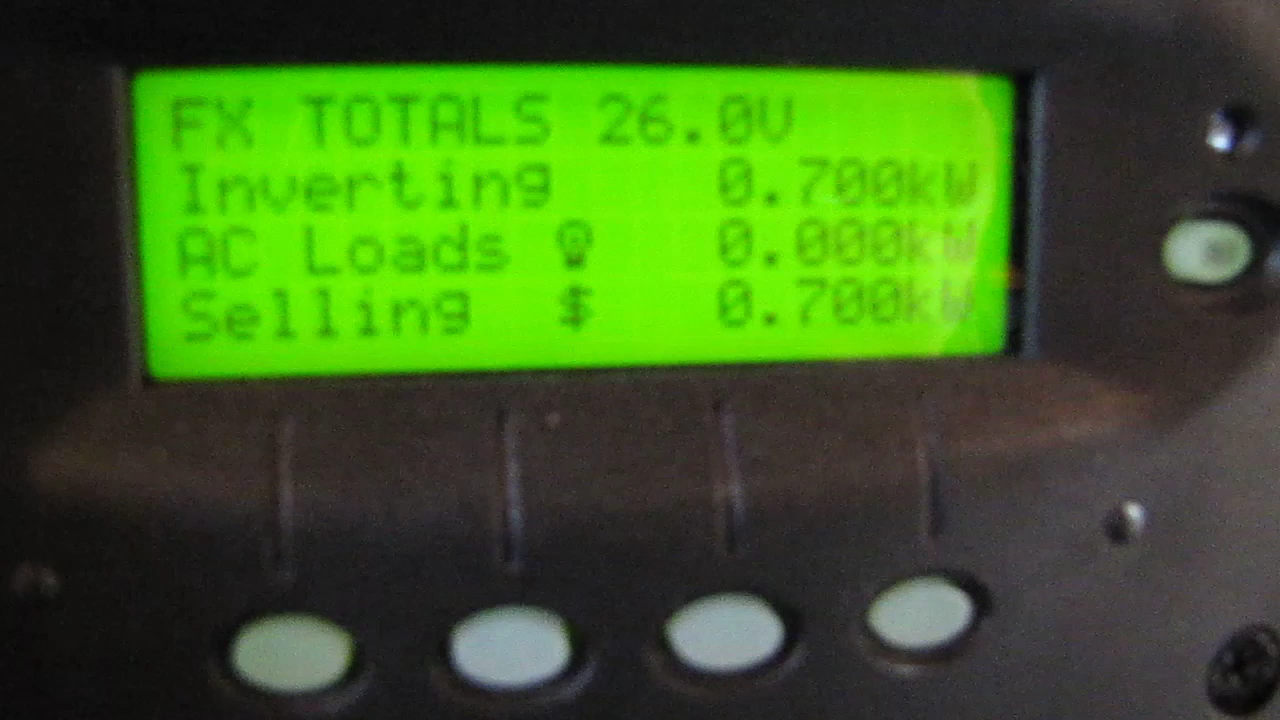 FX TOTALS 26.0V
Inverting 0.700kW
AC Loads 0.000kW
Selling $ 0.700kW